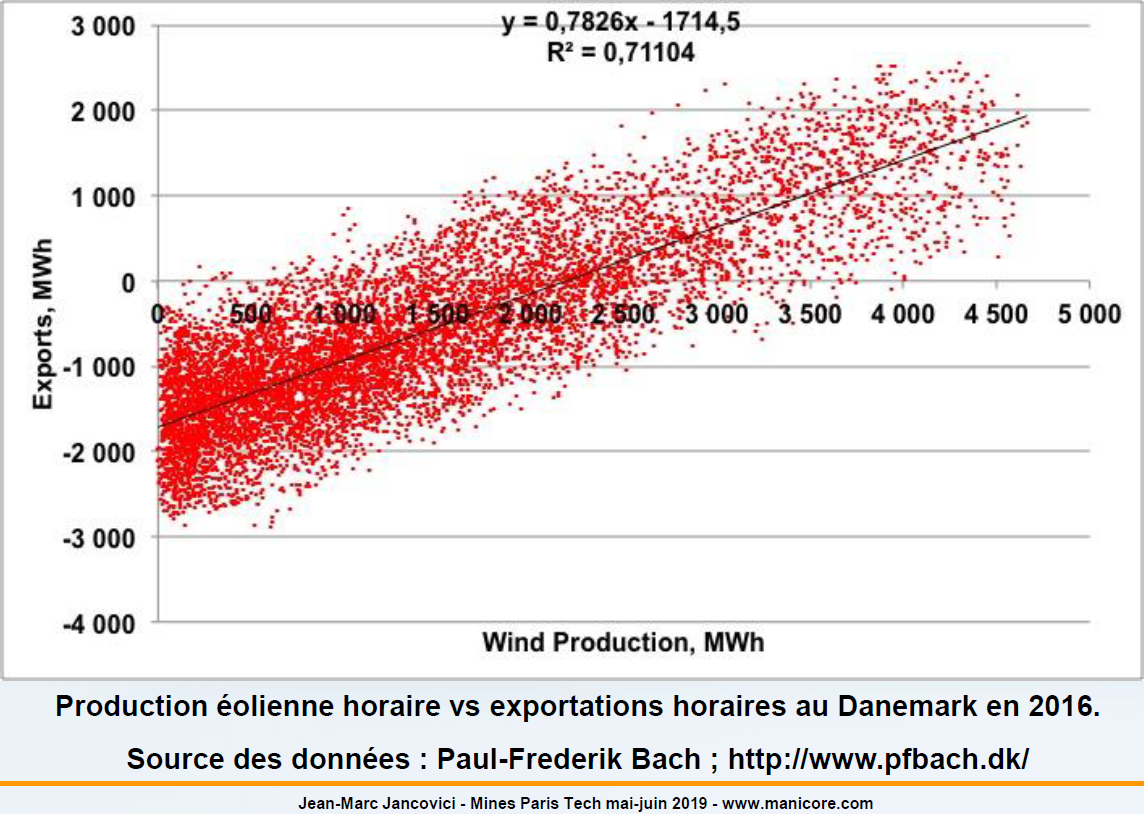 y = 0,7826x - 1714,5
R² = 0,71104
3 000
2 000
1 000
0
-1 000
-2 000
-3 000
-4 000
Exports, MWh
0 500 1 000 1 500 2 000 2 500 3 000 3 500 4 000 4 500 5 000
Wind Production, MWh
Production éolienne horaire vs exportations horaires au Danemark en 2016.
Source des données : Paul-Frederik Bach ; http://www.pfbach.dk/
Jean-Marc Jancovici - Mines Paris Tech mai-juin 2019 - www.manicore.com